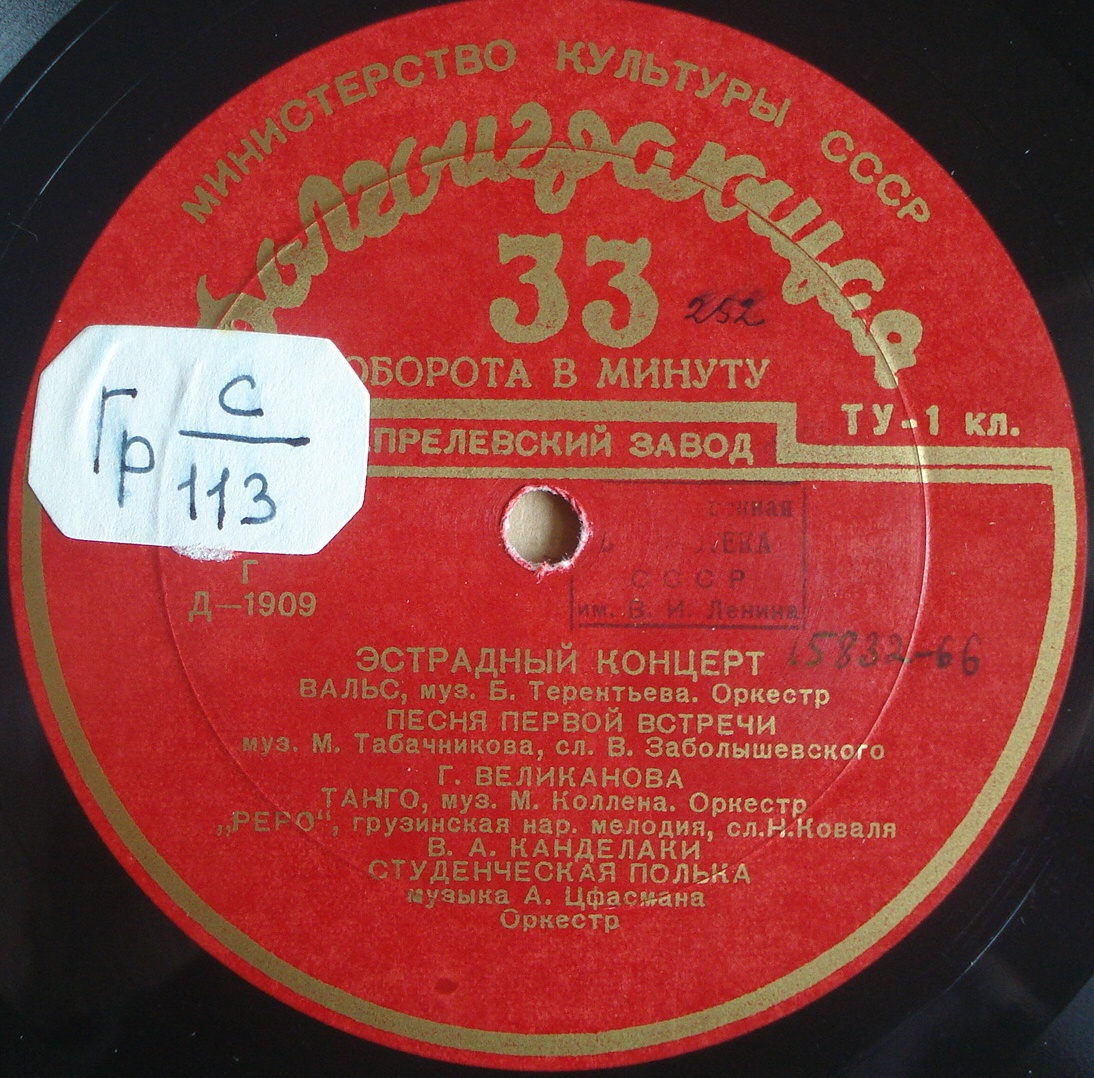 МИНИСТЕРСТВО КУЛЬТУРЫ СССР
Долгоиграющая
33
252
ОБОРОТА В МИНУТУ
ТУ-1 кл.
ПРЕЛЕВСКИЙ ЗАВОД
Гр С
113
СССР
им. В. И. Ленина
Г
Д—1909
15832-66
ЭСТРАДНЫЙ КОНЦЕРТ
ВАЛЬС, муз. Б. Терентьева. Оркестр
ПЕСНЯ ПЕРВОЙ ВСТРЕЧИ
муз. М. Табачникова, сл. В. Заболышевского
Г. ВЕЛИКАНОВА
ТАНГО, муз. М. Коллена. Оркестр
„РЕРО“, грузинская нар. мелодия, сл.Н.Коваля
В. А. КАНДЕЛАКИ
СТУДЕНЧЕСКАЯ ПОЛЬКА
музыка А. Цфасмана
Оркестр